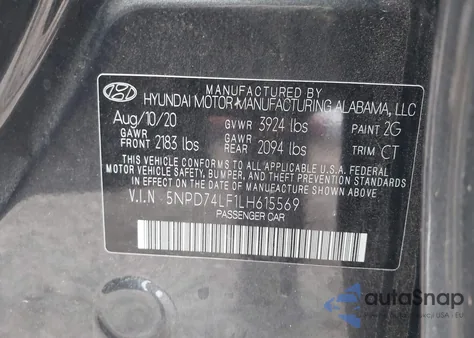 MANUFACTURED BY
HYUNDAI MOTOR MANUFACTURING ALABAMA, LLC
Aug/10/20 GVWR 3924 lbs PAINT 2G
GAWR FRONT 2183 lbs GAWR REAR 2094 lbs TRIM CT
THIS VEHICLE CONFORMS TO ALL APPLICABLE U.S.A. FEDERAL
MOTOR VEHICLE SAFETY, BUMPER, AND THEFT PREVENTION STANDARDS
IN EFFECT ON THE DATE OF MANUFACTURE SHOWN ABOVE.
V.I.N 5NPD74LF1LH615569
PASSENGER CAR
autoSnap